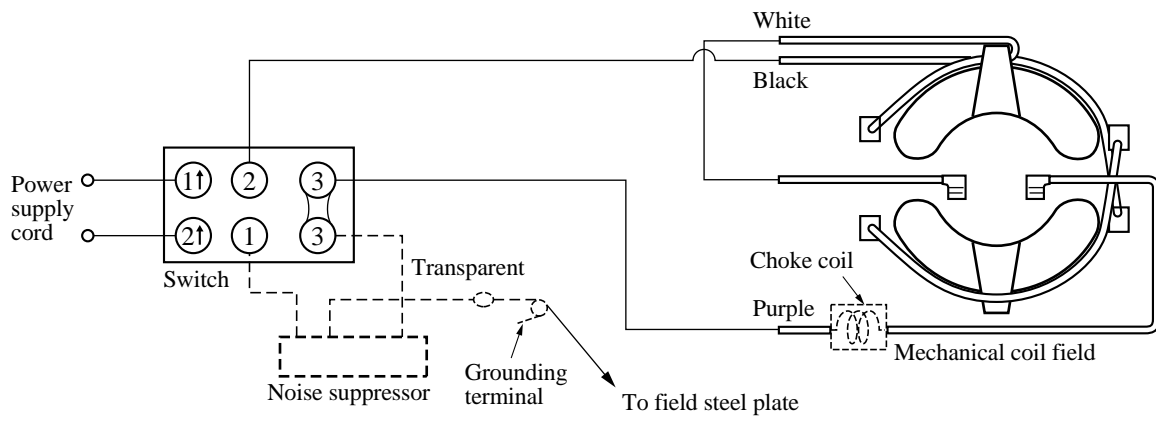 White
Black
Power
supply
cord
1↑
2
3
2↑
1
3
Switch
Transparent
Choke coil
Purple
Mechanical coil field
Noise suppressor
Grounding
terminal
To field steel plate